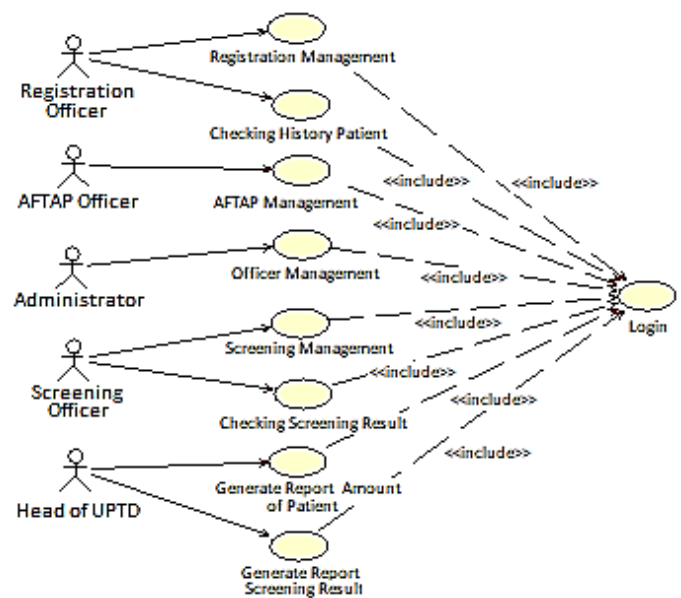 Registration Management
Registration
Officer
Checking History Patient
<<include>>
<<include>>
AFTAP Officer
AFTAP Management
<<include>>
Officer Management
<<include>>
Administrator
Login
Screening Management
<<include>>
Screening
Officer
<<include>>
Checking Screening Result
<<include>>
Head of UPTD
Generate Report Amount
of Patient
<<include>>
Generate Report
Screening Result